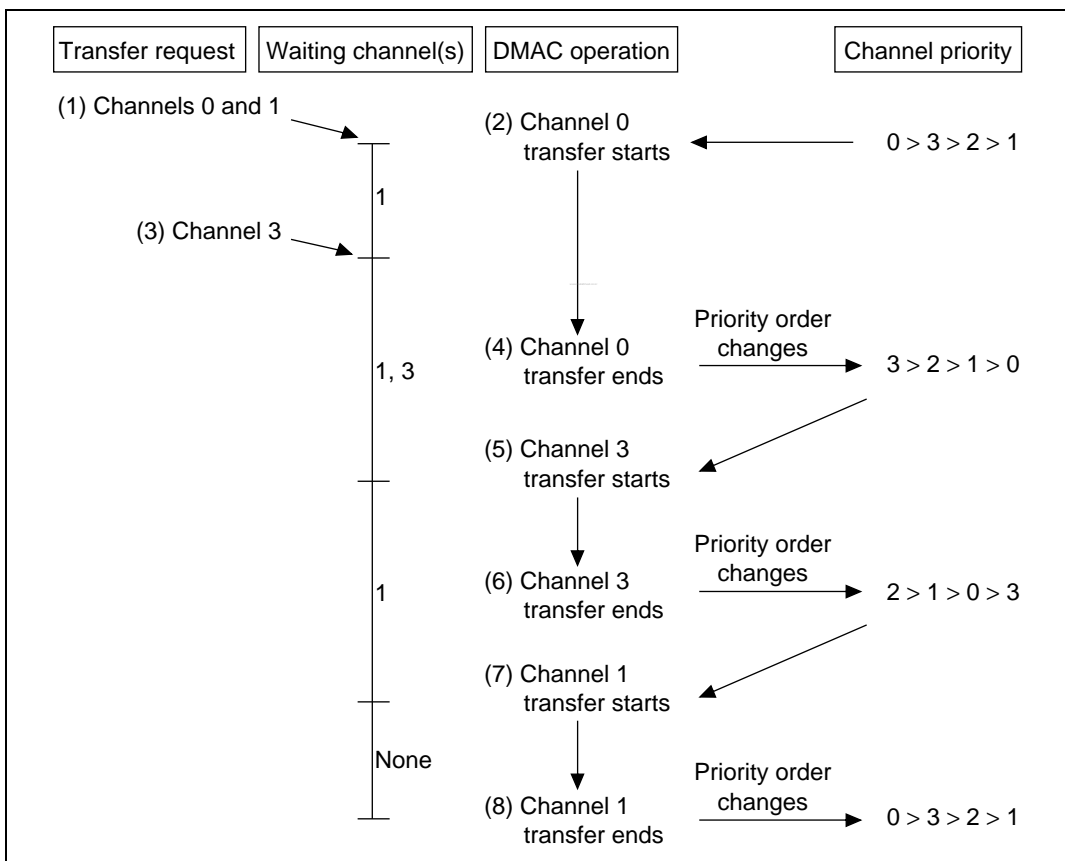 Transfer request
Waiting channel(s)
DMAC operation
Channel priority
(1) Channels 0 and 1
(2) Channel 0
transfer starts
0 > 3 > 2 > 1
1
(3) Channel 3
1, 3
(4) Channel 0
transfer ends
Priority order
changes
3 > 2 > 1 > 0
(5) Channel 3
transfer starts
1
(6) Channel 3
transfer ends
Priority order
changes
2 > 1 > 0 > 3
(7) Channel 1
transfer starts
None
(8) Channel 1
transfer ends
Priority order
changes
0 > 3 > 2 > 1